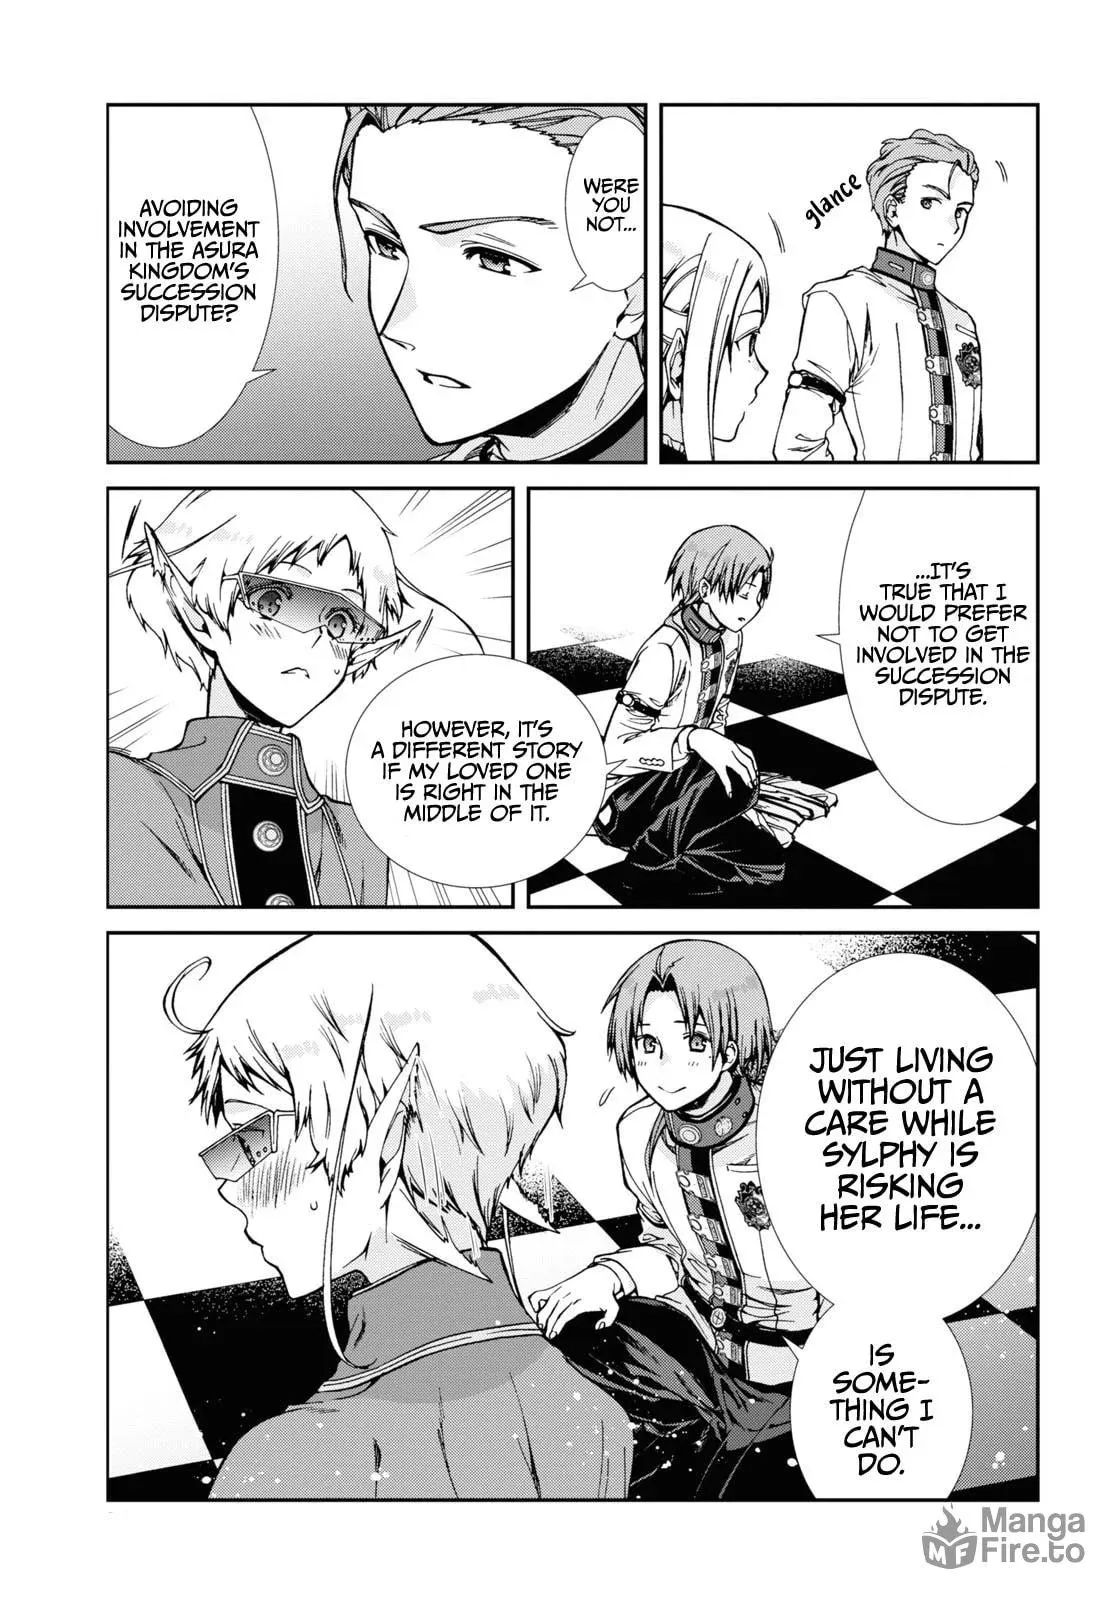 glance
WERE
YOU
NOT...
AVOIDING
INVOLVEMENT
IN THE ASURA
KINGDOM'S
SUCCESSION
DISPUTE?
...IT'S
TRUE THAT I
WOULD PREFER
NOT TO GET
INVOLVED IN THE
SUCCESSION
DISPUTE.
HOWEVER, IT'S
A DIFFERENT STORY
IF MY LOVED ONE
IS RIGHT IN THE
MIDDLE OF IT.
JUST LIVING
WITHOUT A
CARE WHILE
SYLPHY IS
RISKING
HER LIFE...
IS
SOME-
THING I
CAN'T
DO.
MF
Manga
Fire.to